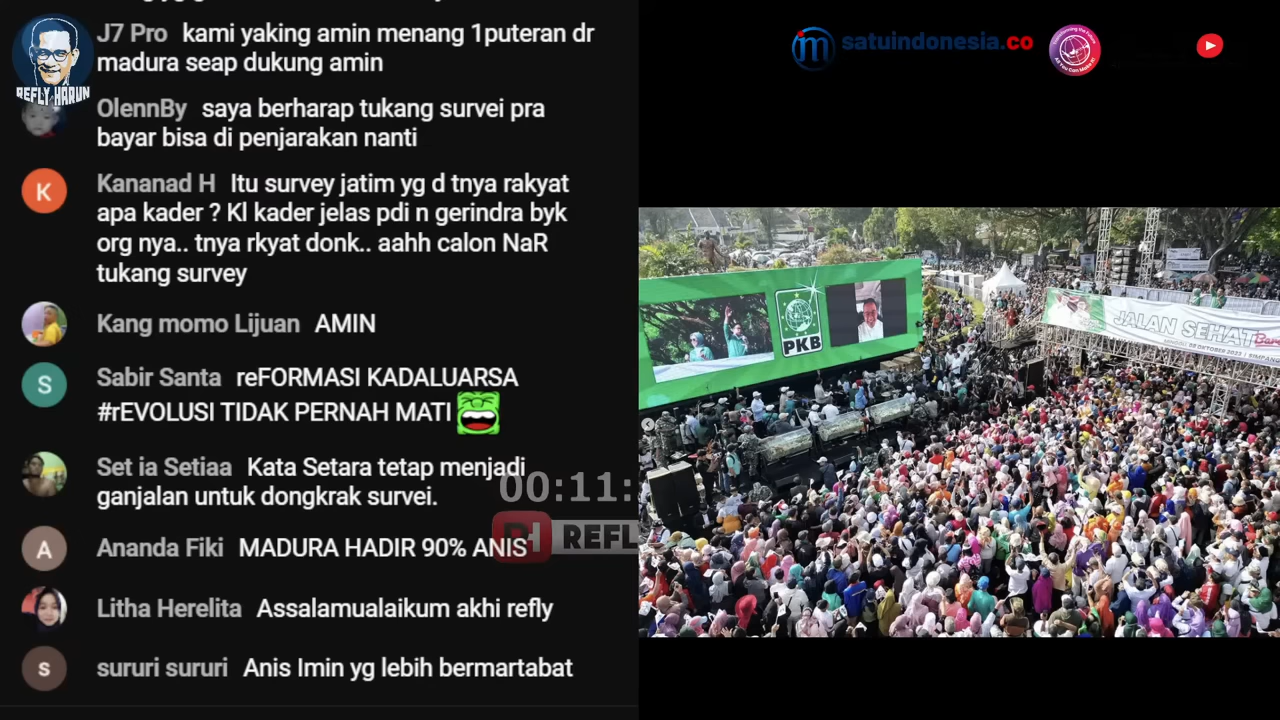 J7 Pro kami yaking amin menang 1puteran dr
madura seap dukung amin
REFLY HARUN
OlennBy saya berharap tukang survei pra
bayar bisa di penjarakan nanti
K
Kananad H Itu survey jatim yg d tnya rakyat
apa kader ? Kl kader jelas pdi n gerindra byk
org nya.. tnya rkyat donk.. aahh calon NaR
tukang survey
Kang momo Lijuan AMIN
S
Sabir Santa reFORMASI KADALUARSA
#rEVOLUSI TIDAK PERNAH MATI
Set ia Setiaa Kata Setara tetap menjadi
ganjalan untuk dongkrak survei.
00:11:
REFL
A
Ananda Fiki MADURA HADIR 90% ANIS
Litha Herelita Assalamualaikum akhi refly
s
sururi sururi Anis Imin yg lebih bermartabat
satuindonesia.co
PKB
JALAN SEHAT